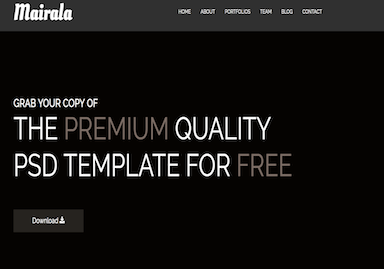 Mairala
HOME ABOUT PORTFOLIOS TEAM BLOG CONTACT
GRAB YOUR COPY OF
THE PREMIUM QUALITY
PSD TEMPLATE FOR FREE
Download